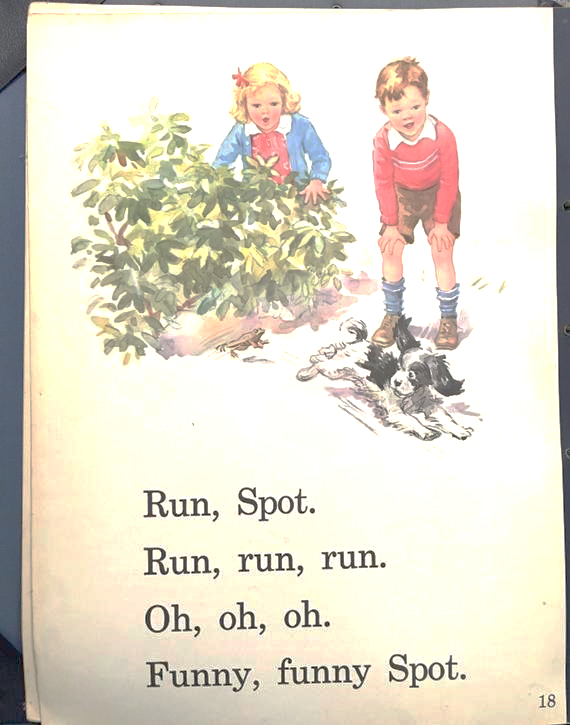 Run, Spot.
Run, run, run.
Oh, oh, oh.
Funny, funny Spot.
18